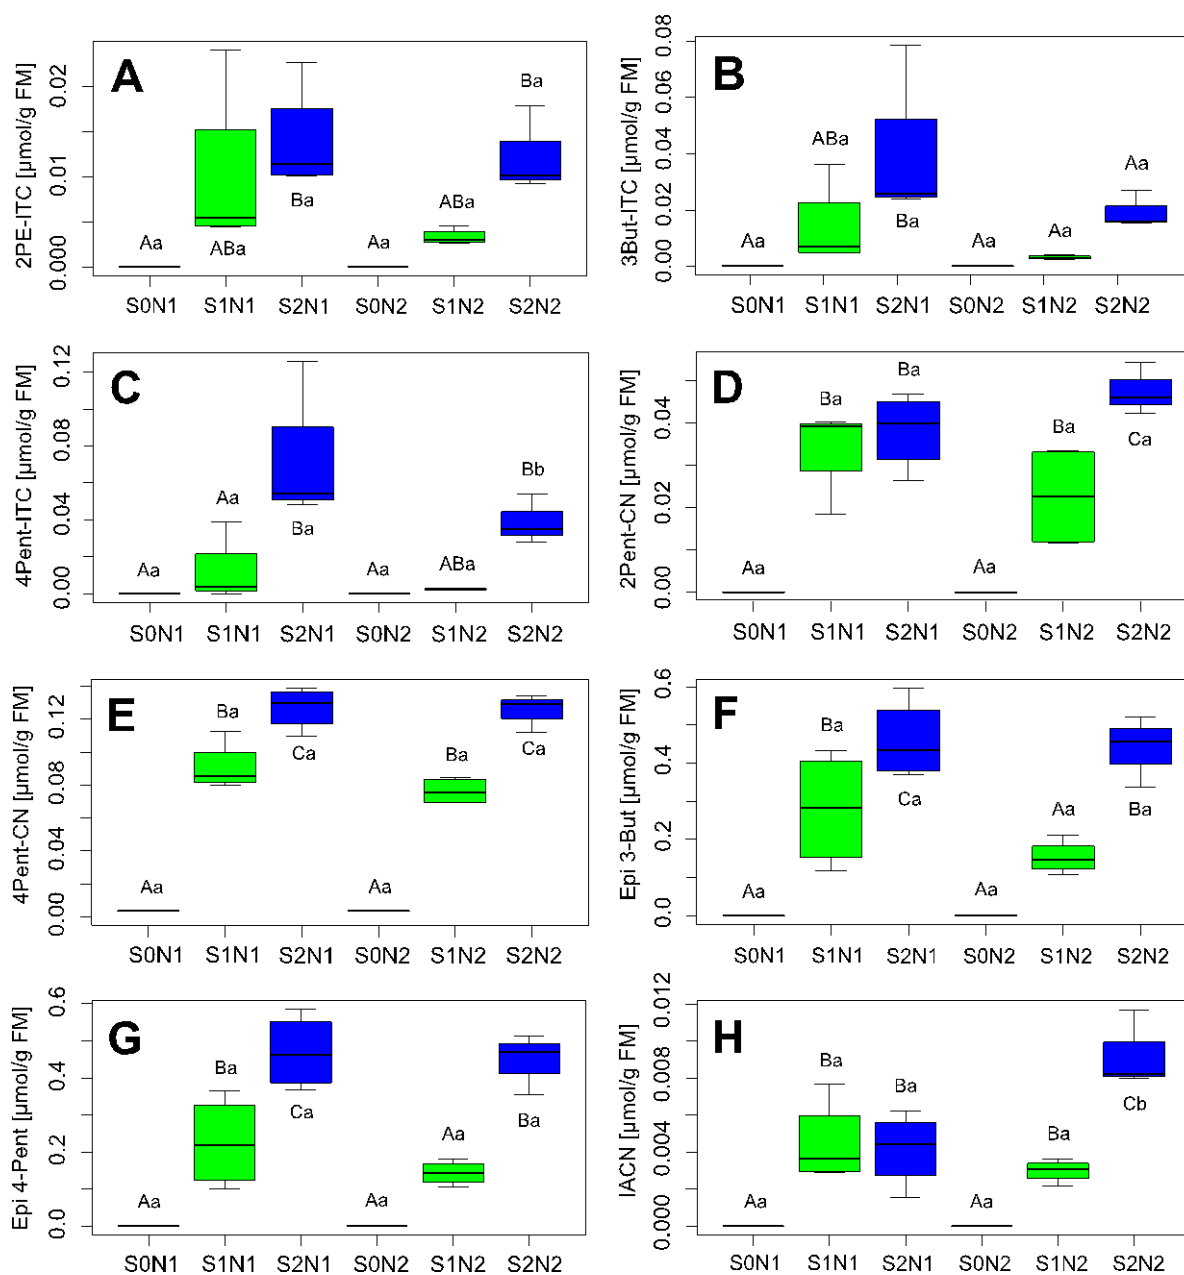 A
2PE-ITC [µmol/g FM]
0.00 0.01 0.02
Aa ABa Ba Aa ABa Ba
S0N1 S1N1 S2N1 S0N2 S1N2 S2N2
B
3But-ITC [µmol/g FM]
0.00 0.02 0.04 0.06 0.08
Aa ABa Ba Aa Aa Aa
S0N1 S1N1 S2N1 S0N2 S1N2 S2N2
C
4Pent-ITC [µmol/g FM]
0.00 0.04 0.08 0.12
Aa Aa Ba Aa ABa Bb
S0N1 S1N1 S2N1 S0N2 S1N2 S2N2
D
2Pent-CN [µmol/g FM]
0.00 0.02 0.04
Aa Ba Ba Aa Ba Ca
S0N1 S1N1 S2N1 S0N2 S1N2 S2N2
E
4Pent-CN [µmol/g FM]
0.00 0.04 0.08 0.12
Aa Ba Ca Aa Ba Ca
S0N1 S1N1 S2N1 S0N2 S1N2 S2N2
F
Epi 3-But [µmol/g FM]
0.0 0.2 0.4 0.6
Aa Ba Ca Aa Aa Ba
S0N1 S1N1 S2N1 S0N2 S1N2 S2N2
G
Epi 4-Pent [µmol/g FM]
0.0 0.2 0.4 0.6
Aa Ba Ca Aa Aa Ba
S0N1 S1N1 S2N1 S0N2 S1N2 S2N2
H
IACN [µmol/g FM]
0.000 0.004 0.008 0.012
Aa Ba Ba Aa Ba Cb
S0N1 S1N1 S2N1 S0N2 S1N2 S2N2